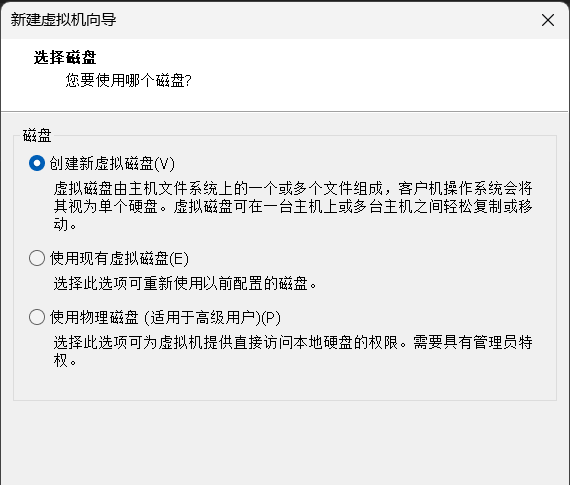 新建虚拟机向导
选择磁盘
您要使用哪个磁盘?
磁盘
创建新虚拟磁盘(V)
虚拟磁盘由主机文件系统上的一个或多个文件组成，客户机操作系统会将
其视为单个硬盘。虚拟磁盘可在一台主机上或多台主机之间轻松复制或移
动。
使用现有虚拟磁盘(E)
选择此选项可重新使用以前配置的磁盘。
使用物理磁盘 (适用于高级用户)(P)
选择此选项可为虚拟机提供直接访问本地硬盘的权限。需要具有管理员特
权。